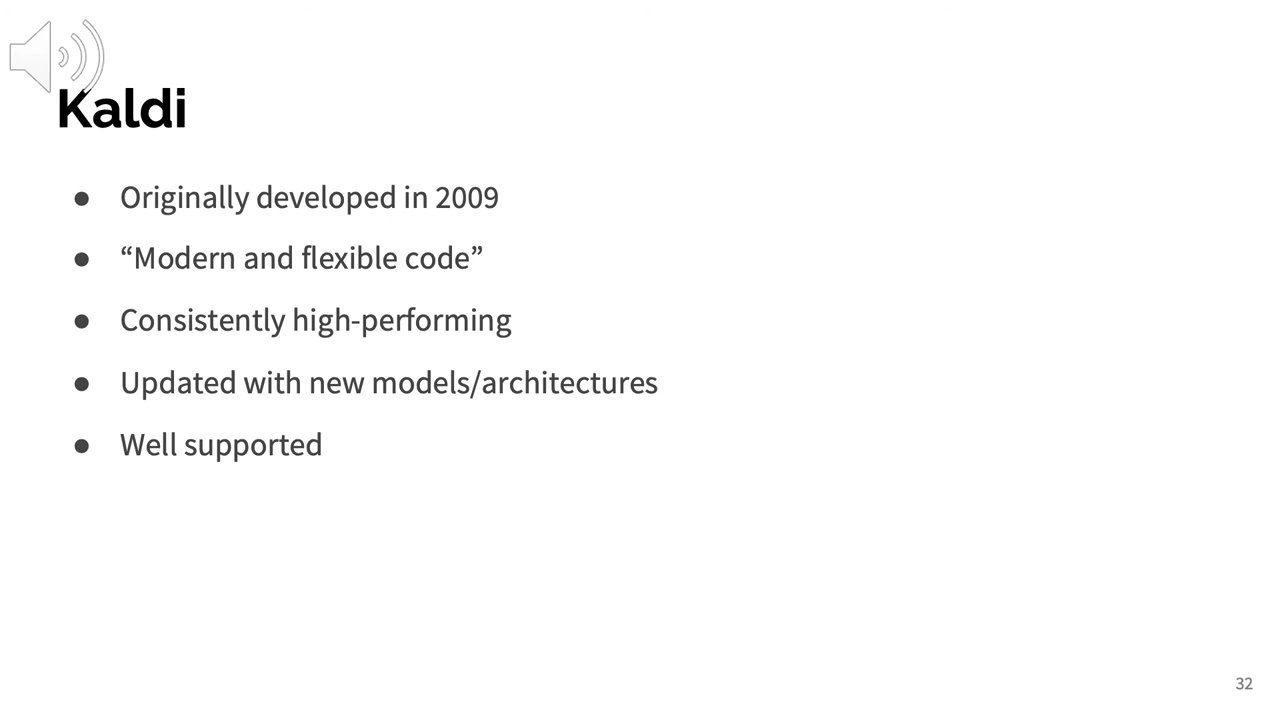 Kaldi
● Originally developed in 2009
● “Modern and flexible code”
● Consistently high-performing
● Updated with new models/architectures
● Well supported
32